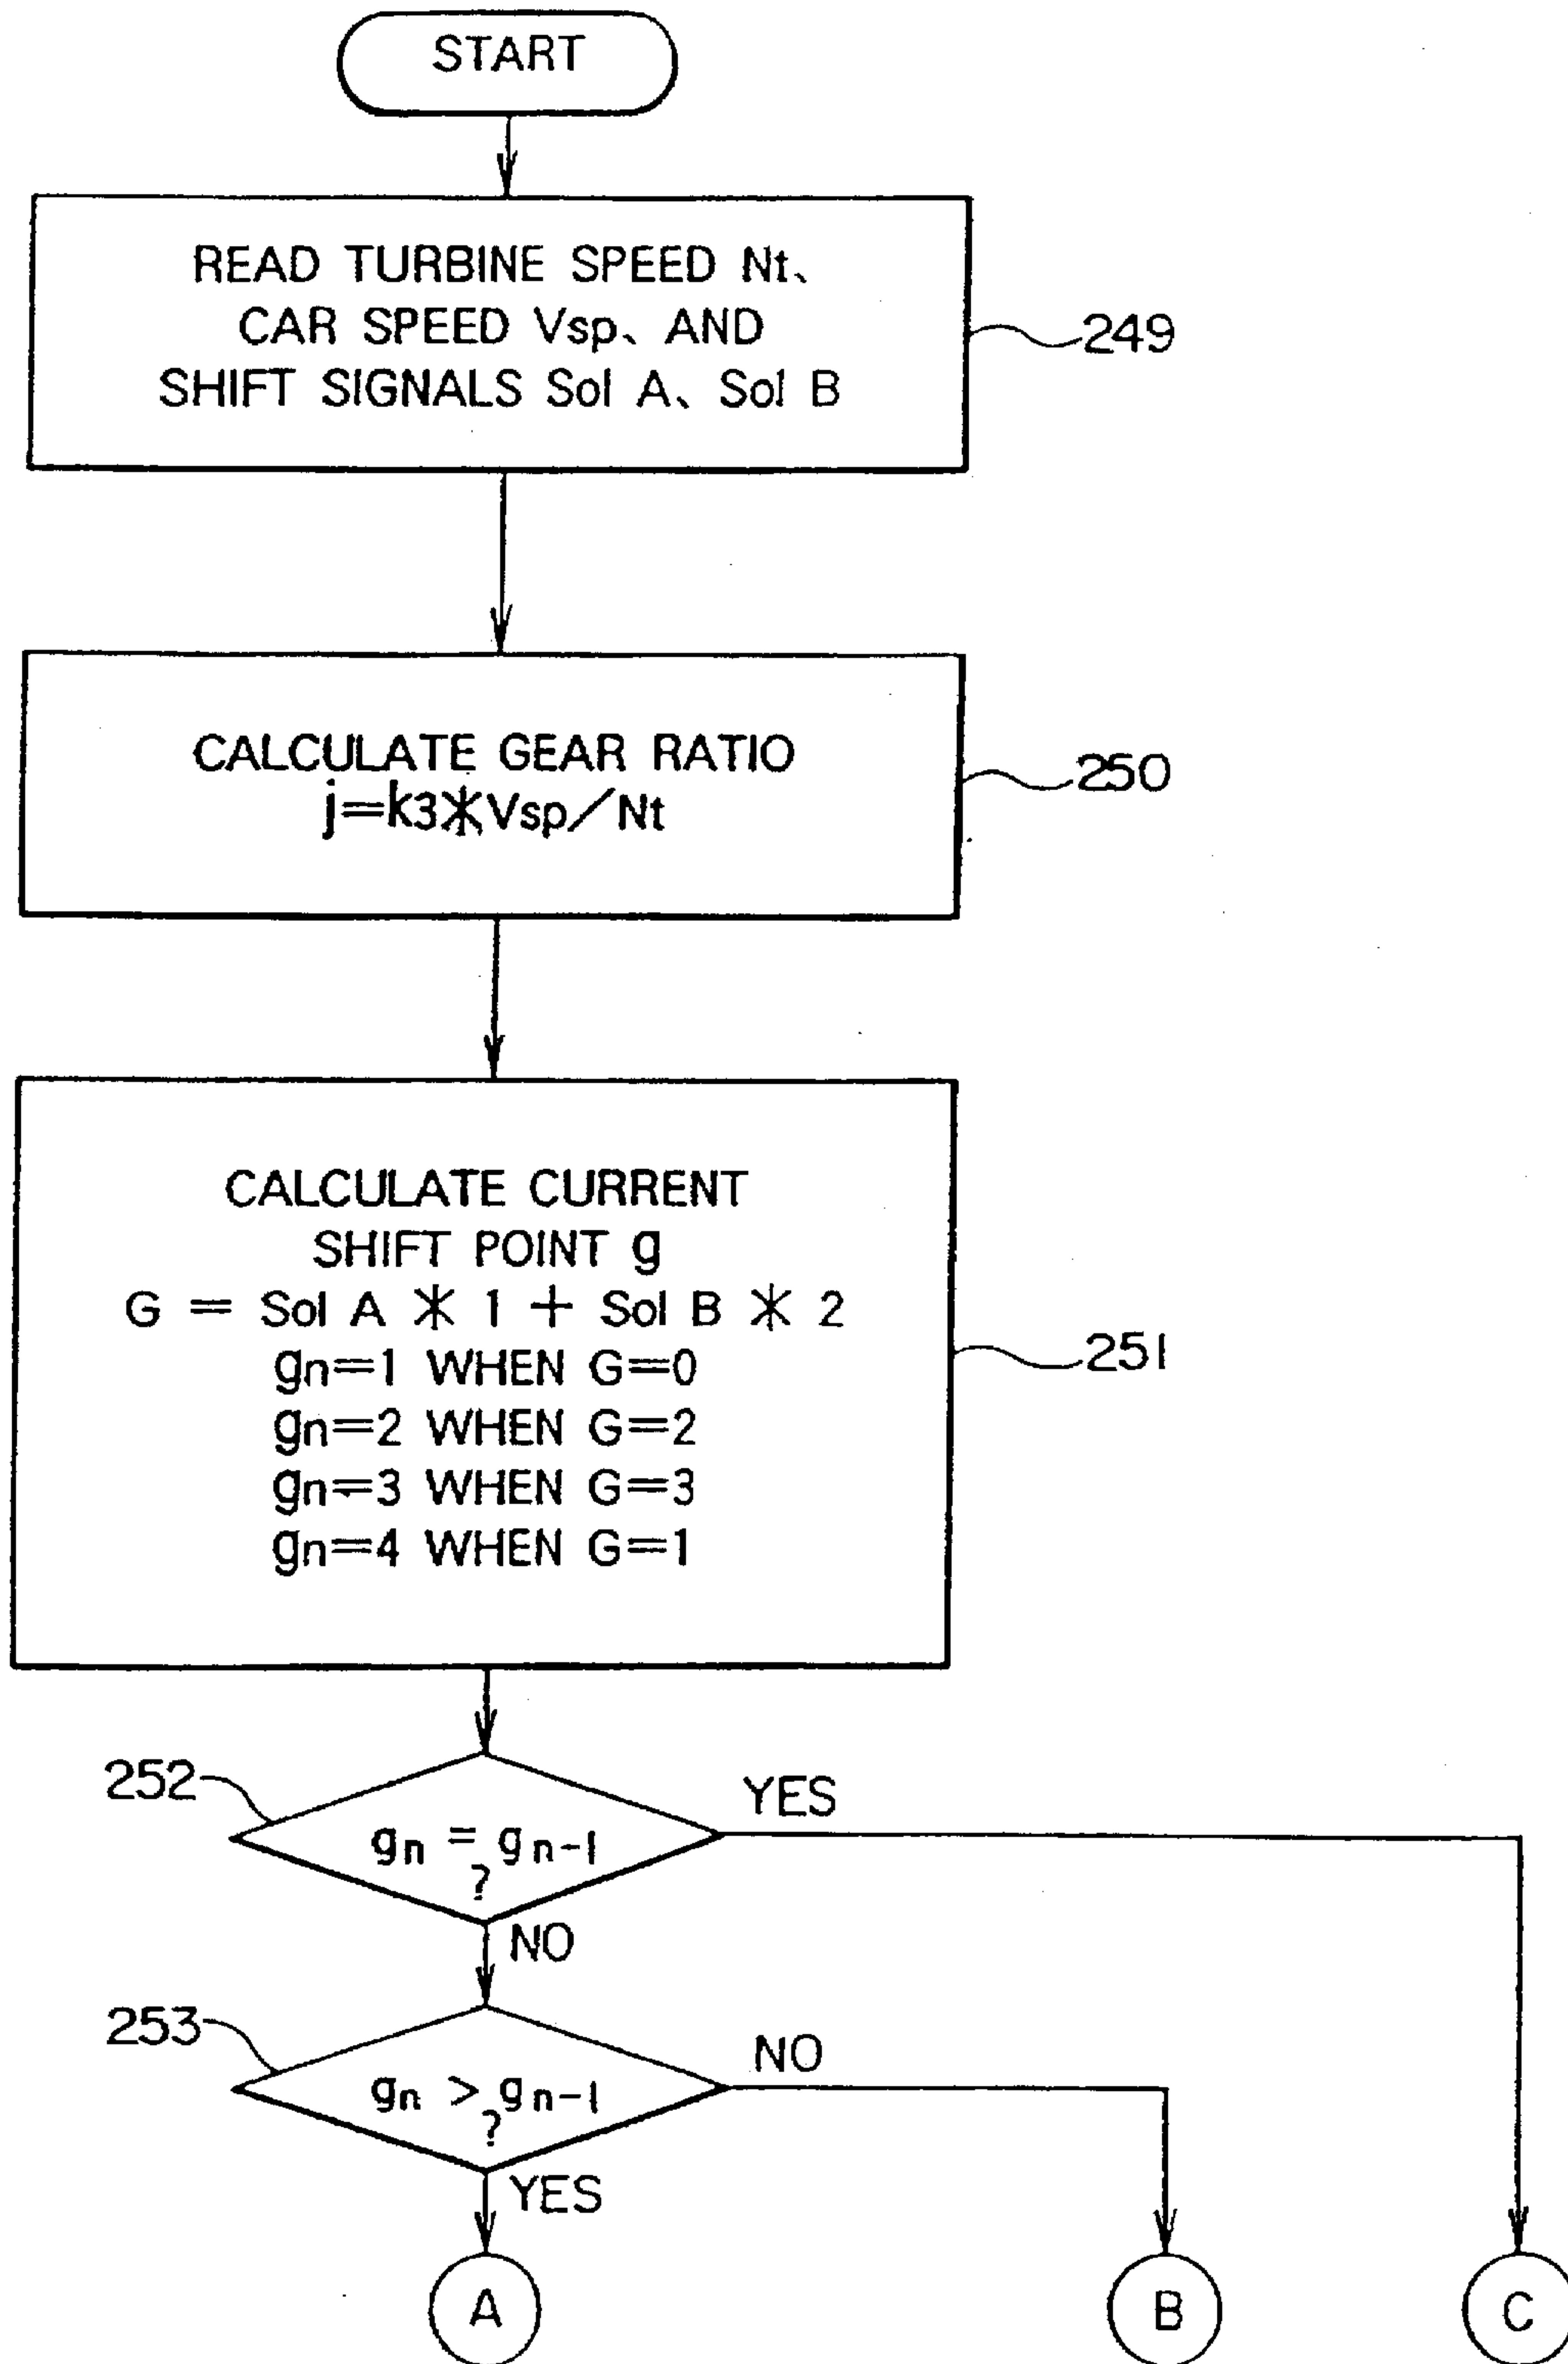 START
READ TURBINE SPEED Nt、
CAR SPEED Vsp、AND
SHIFT SIGNALS Sol A、Sol B
249
CALCULATE GEAR RATIO
j=k3*Vsp/Nt
250
CALCULATE CURRENT
SHIFT POINT g
G = Sol A * 1 + Sol B * 2
gn=1 WHEN G=0
gn=2 WHEN G=2
gn=3 WHEN G=3
gn=4 WHEN G=1
251
252
YES
gn = gn-1
?
NO
253
NO
gn > gn-1
?
YES
A
B
C